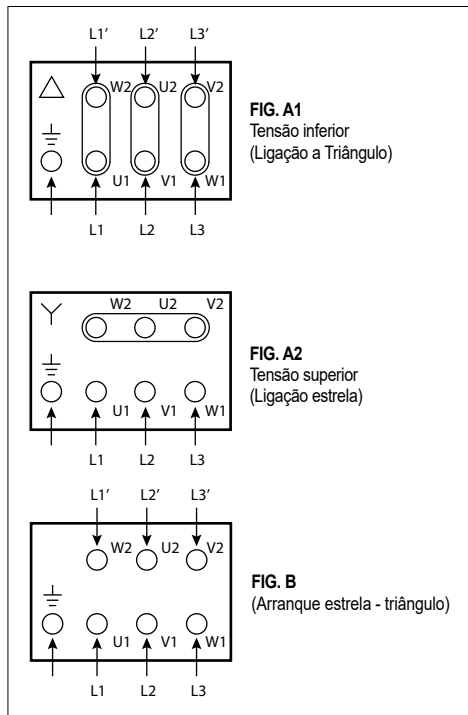 L1' L2' L3'
W2 U2 V2
U1 V1 W1
L1 L2 L3
FIG. A1
Tensão inferior
(Ligação a Triângulo)
W2 U2 V2
U1 V1 W1
L1 L2 L3
FIG. A2
Tensão superior
(Ligação estrela)
L1' L2' L3'
W2 U2 V2
U1 V1 W1
L1 L2 L3
FIG. B
(Arranque estrela - triângulo)